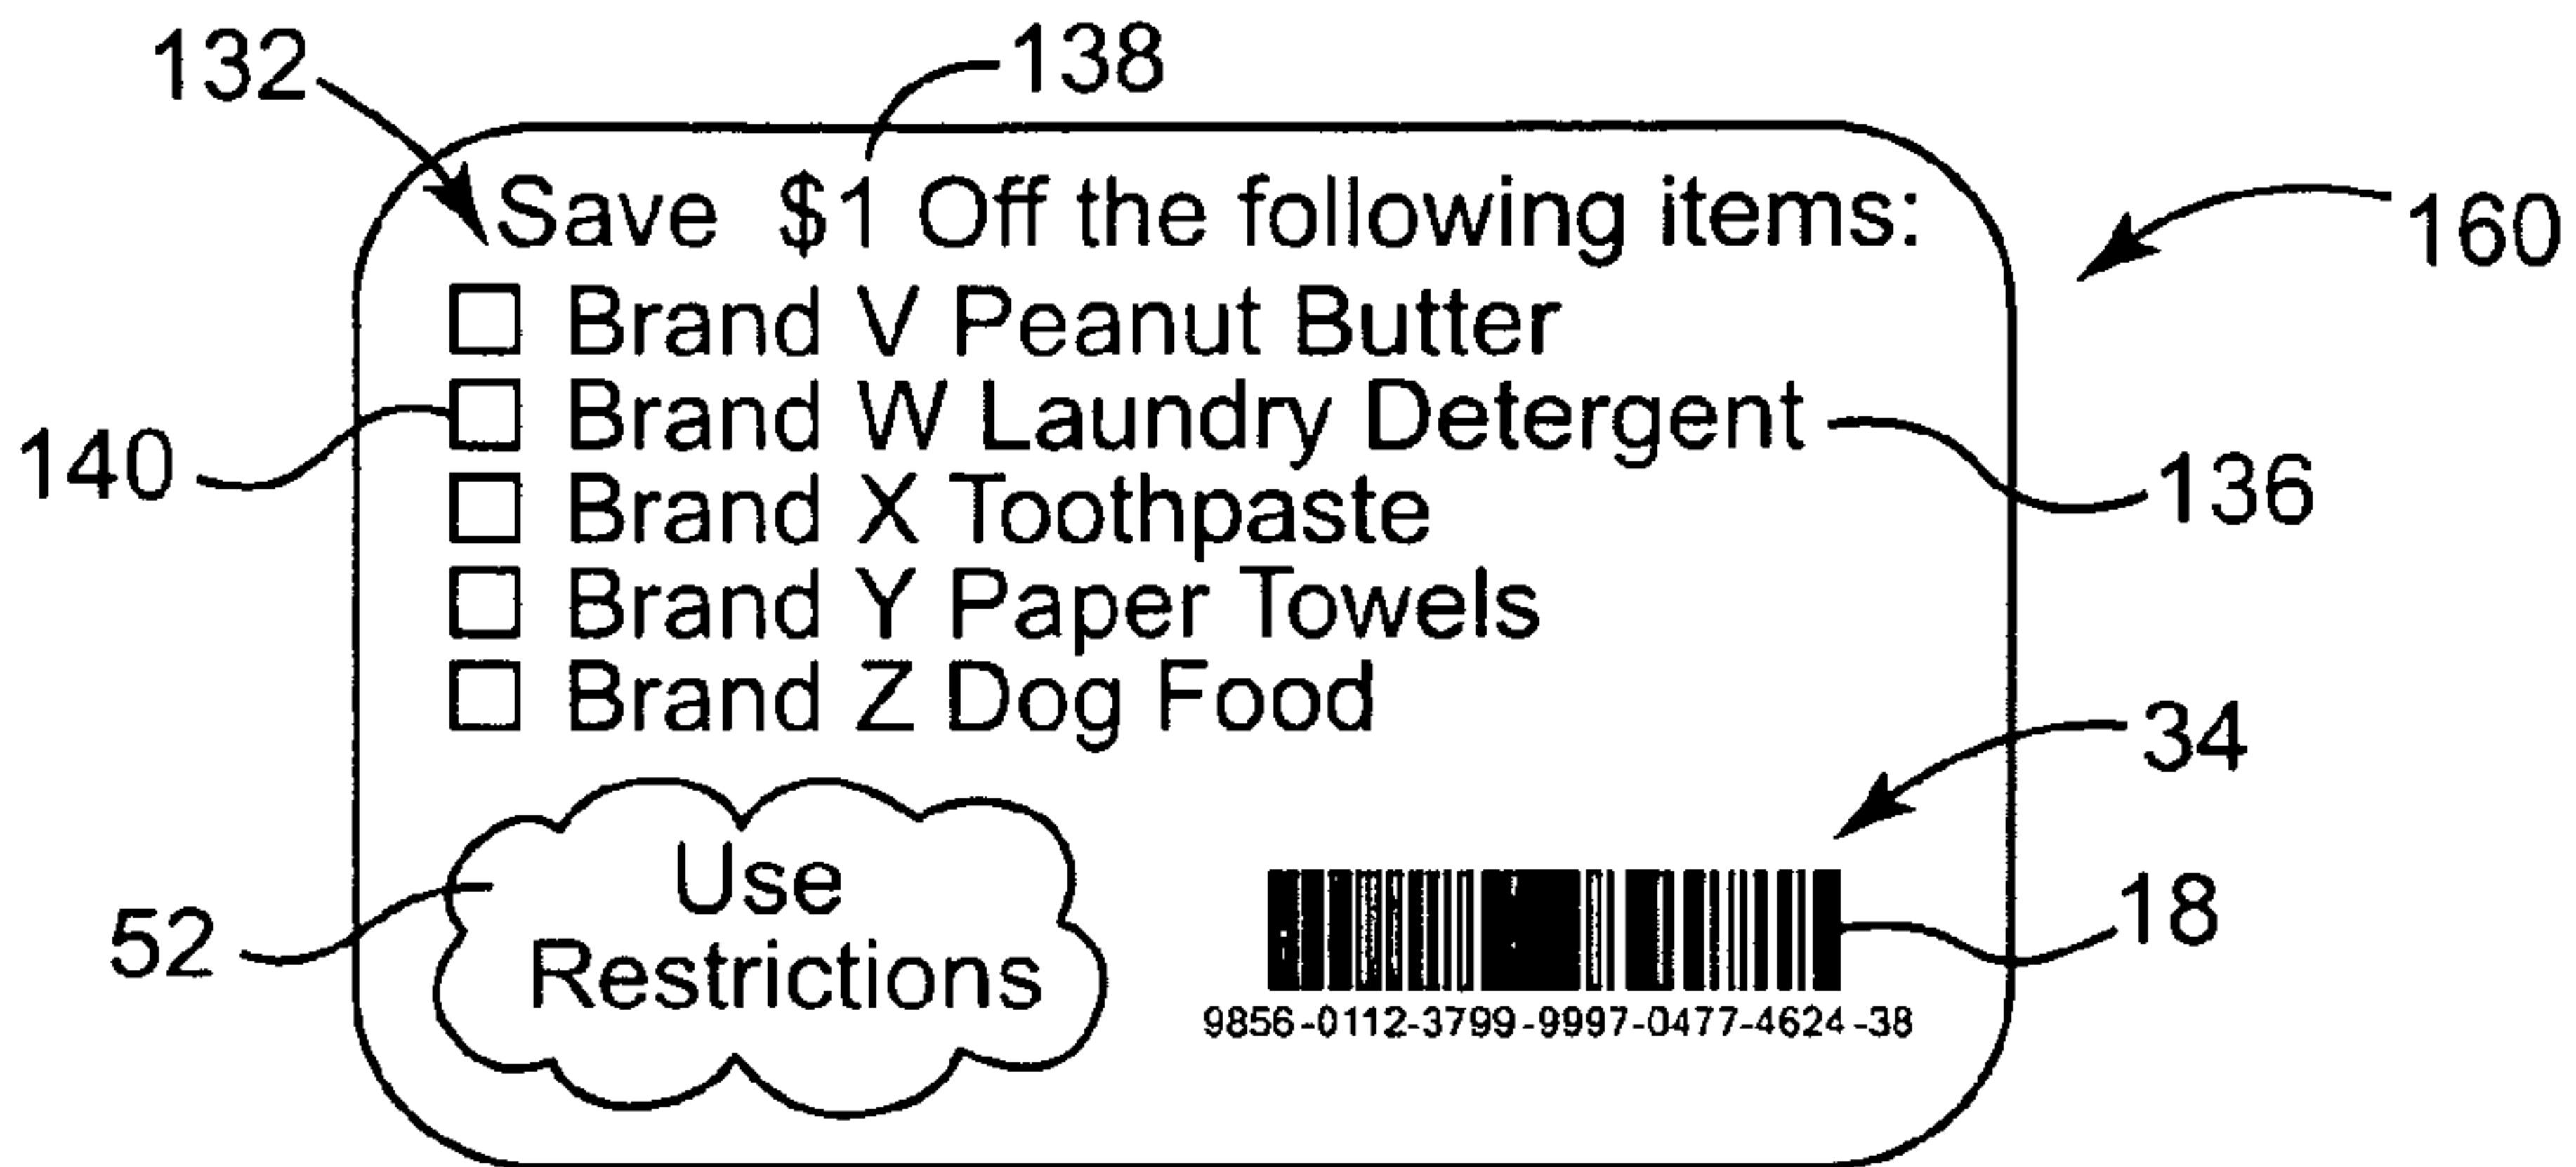 132
138
Save $1 Off the following items:
160
Brand V Peanut Butter
140
Brand W Laundry Detergent
136
Brand X Toothpaste
Brand Y Paper Towels
Brand Z Dog Food
34
52
Use
Restrictions
18
9856-0112-3799-9997-0477-4624-38